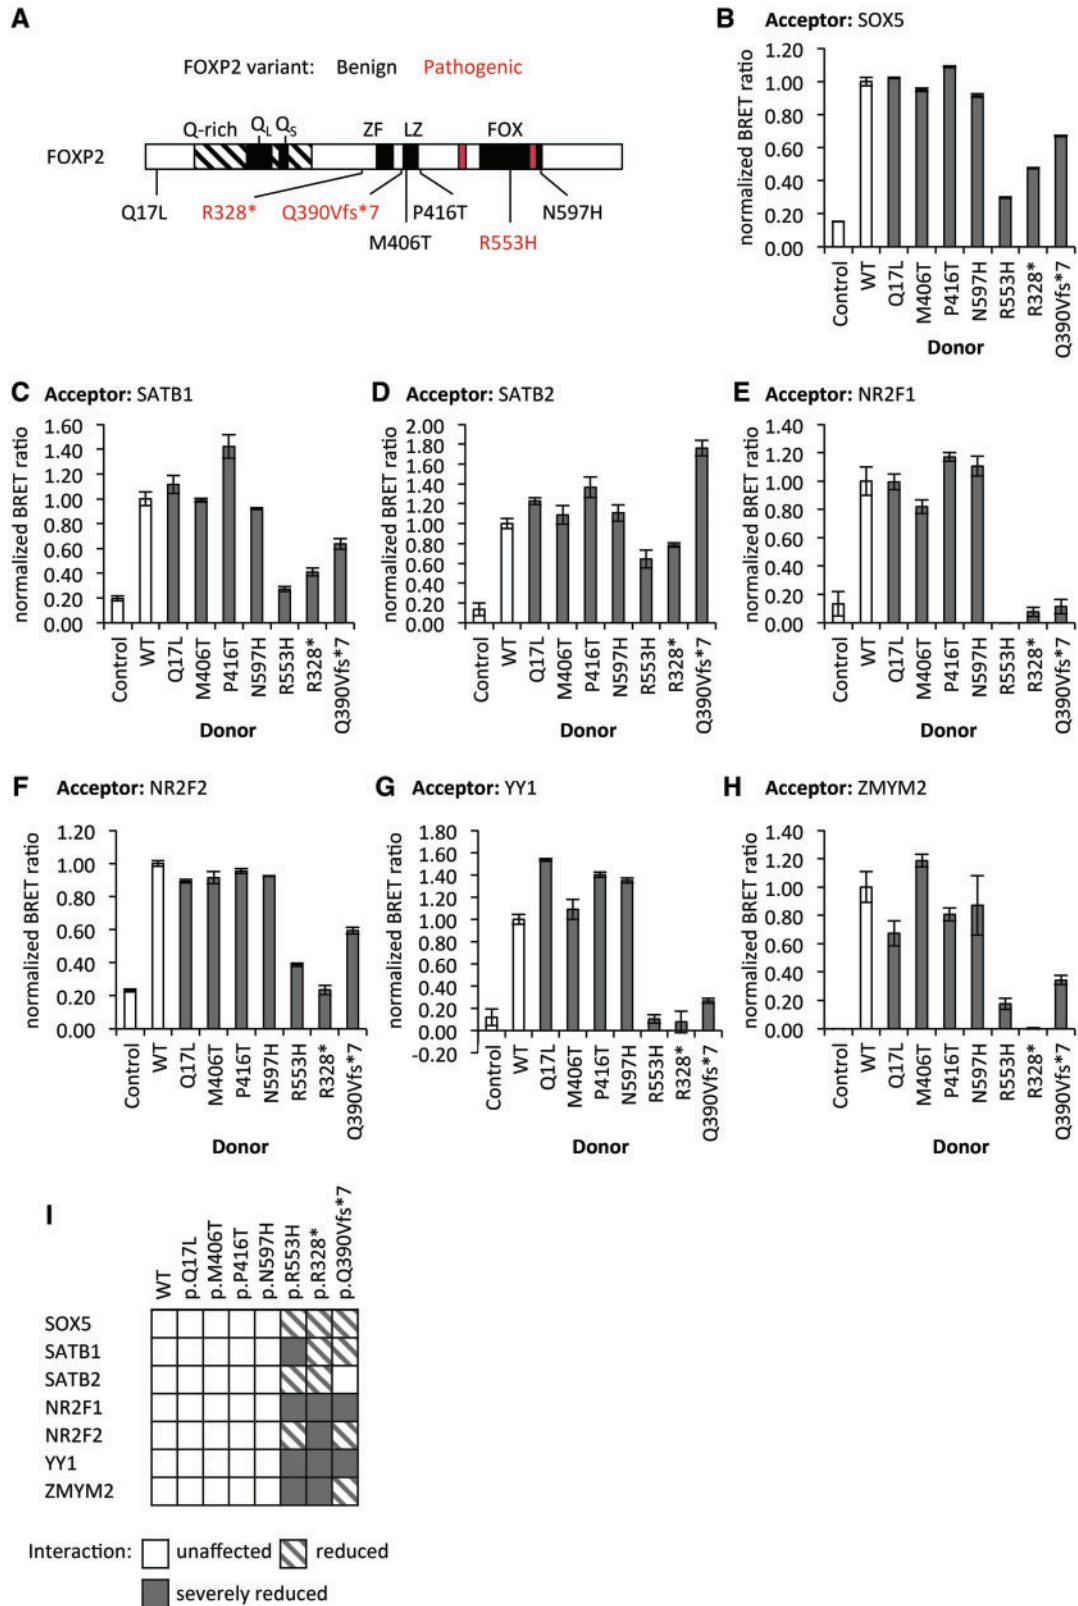 A
FOXP2 variant: Benign Pathogenic
Q-rich QL QS ZF LZ FOX
FOXP2
Q17L R328* Q390Vfs*7 P416T N597H
M406T R553H
B Acceptor: SOX5
normalized BRET ratio
1.20
1.00
0.80
0.60
0.40
0.20
0.00
Control WT Q17L M406T P416T N597H R553H R328* Q390Vfs*7
Donor
C Acceptor: SATB1
normalized BRET ratio
1.60
1.40
1.20
1.00
0.80
0.60
0.40
0.20
0.00
Control WT Q17L M406T P416T N597H R553H R328* Q390Vfs*7
Donor
D Acceptor: SATB2
normalized BRET ratio
2.00
1.80
1.60
1.40
1.20
1.00
0.80
0.60
0.40
0.20
0.00
Control WT Q17L M406T P416T N597H R553H R328* Q390Vfs*7
Donor
E Acceptor: NR2F1
normalized BRET ratio
1.40
1.20
1.00
0.80
0.60
0.40
0.20
0.00
Control WT Q17L M406T P416T N597H R553H R328* Q390Vfs*7
Donor
F Acceptor: NR2F2
normalized BRET ratio
1.20
1.00
0.80
0.60
0.40
0.20
0.00
Control WT Q17L M406T P416T N597H R553H R328* Q390Vfs*7
Donor
G Acceptor: YY1
normalized BRET ratio
1.80
1.60
1.40
1.20
1.00
0.80
0.60
0.40
0.20
0.00
-0.20
Control WT Q17L M406T P416T N597H R553H R328* Q390Vfs*7
Donor
H Acceptor: ZMYM2
normalized BRET ratio
1.40
1.20
1.00
0.80
0.60
0.40
0.20
0.00
Control WT Q17L M406T P416T N597H R553H R328* Q390Vfs*7
Donor
I
WT p.Q17L p.M406T p.P416T p.N597H p.R553H p.R328* p.Q390Vfs*7
SOX5
SATB1
SATB2
NR2F1
NR2F2
YY1
ZMYM2
Interaction: unaffected reduced
severely reduced